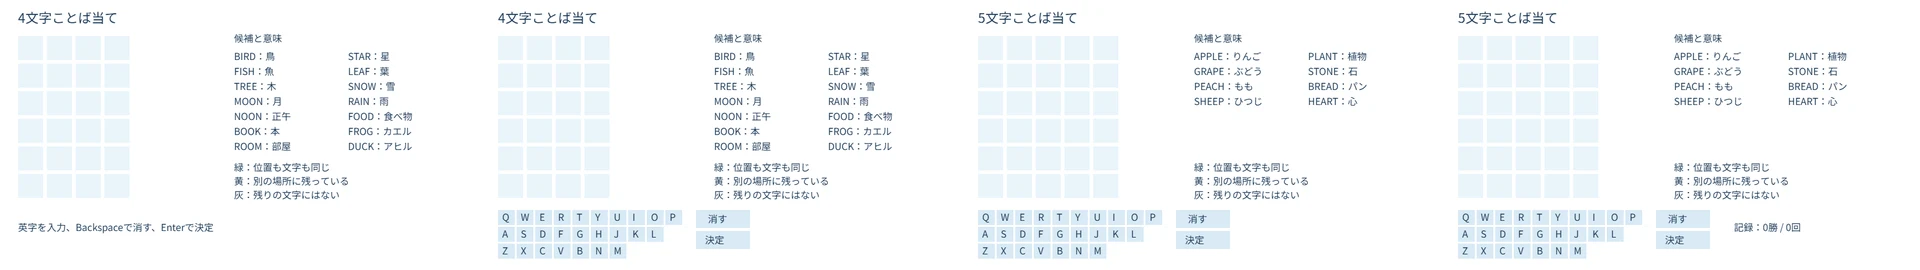 4文字ことば当て
候補と意味
BIRD：鳥
STAR：星
FISH：魚
LEAF：葉
TREE：木
SNOW：雪
MOON：月
RAIN：雨
NOON：正午
FOOD：食べ物
BOOK：本
FROG：カエル
ROOM：部屋
DUCK：アヒル
緑：位置も文字も同じ
黄：別の場所に残っている
灰：残りの文字にはない
英字を入力、Backspaceで消す、Enterで決定
4文字ことば当て
候補と意味
BIRD：鳥
STAR：星
FISH：魚
LEAF：葉
TREE：木
SNOW：雪
MOON：月
RAIN：雨
NOON：正午
FOOD：食べ物
BOOK：本
FROG：カエル
ROOM：部屋
DUCK：アヒル
緑：位置も文字も同じ
黄：別の場所に残っている
灰：残りの文字にはない
Q W E R T Y U I O P
消す
A S D F G H J K L
決定
Z X C V B N M
5文字ことば当て
候補と意味
APPLE：りんご
PLANT：植物
GRAPE：ぶどう
STONE：石
PEACH：もも
BREAD：パン
SHEEP：ひつじ
HEART：心
緑：位置も文字も同じ
黄：別の場所に残っている
灰：残りの文字にはない
Q W E R T Y U I O P
消す
A S D F G H J K L
決定
Z X C V B N M
5文字ことば当て
候補と意味
APPLE：りんご
PLANT：植物
GRAPE：ぶどう
STONE：石
PEACH：もも
BREAD：パン
SHEEP：ひつじ
HEART：心
緑：位置も文字も同じ
黄：別の場所に残っている
灰：残りの文字にはない
Q W E R T Y U I O P
消す
A S D F G H J K L
決定
Z X C V B N M
記録：0勝 / 0回